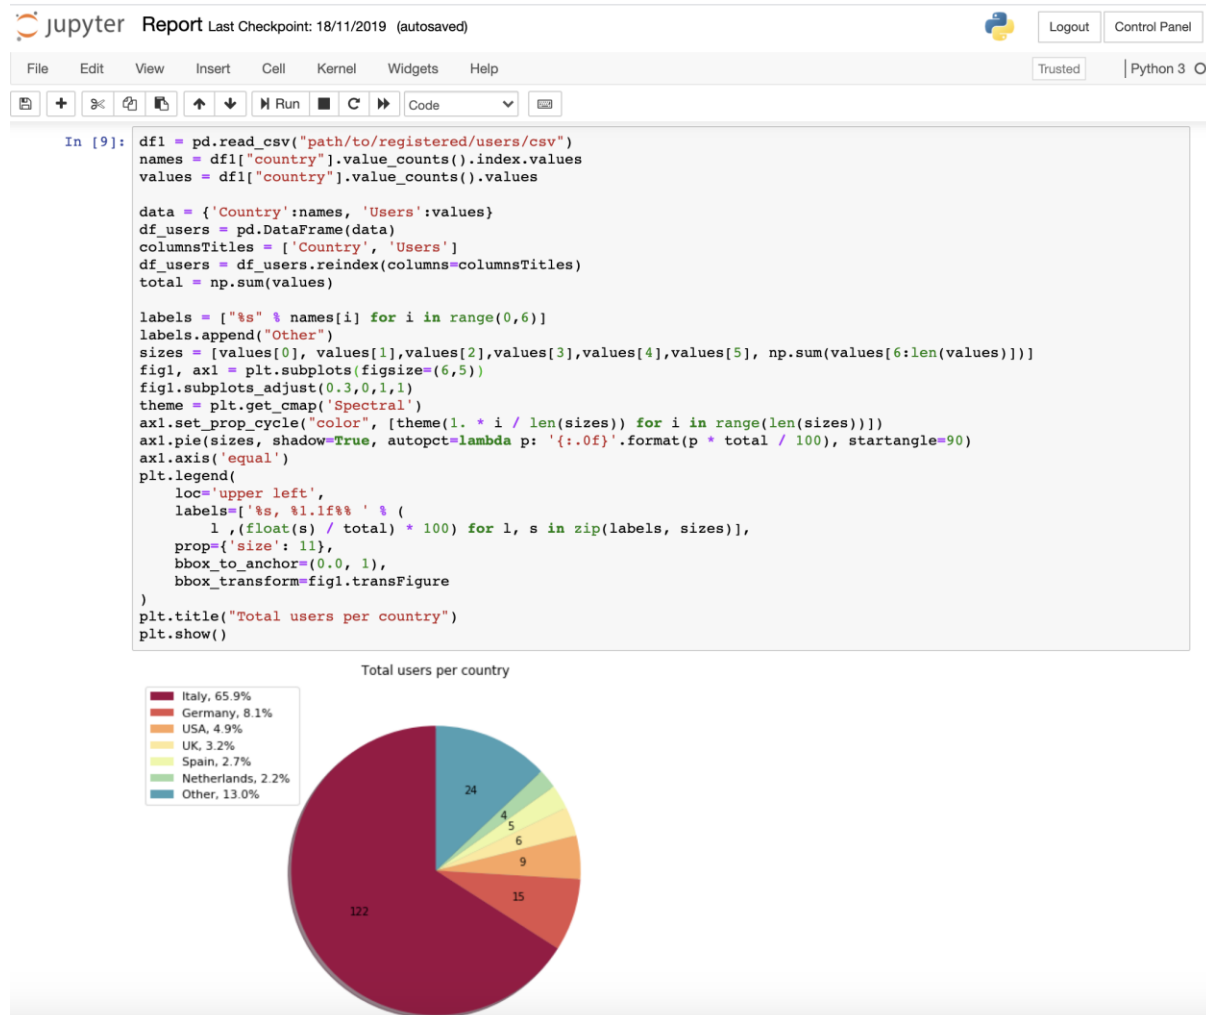 jupyter Report Last Checkpoint: 18/11/2019 (autosaved)
Logout Control Panel
File Edit View Insert Cell Kernel Widgets Help
Trusted Python 3
Run Code
In [9]: df1 = pd.read_csv("path/to/registered/users/csv")
names = df1["country"].value_counts().index.values
values = df1["country"].value_counts().values
data = {'Country':names, 'Users':values}
df_users = pd.DataFrame(data)
columnsTitles = ['Country', 'Users']
df_users = df_users.reindex(columns=columnsTitles)
total = np.sum(values)
labels = ["%s" % names[i] for i in range(0,6)]
labels.append("Other")
sizes = [values[0], values[1],values[2],values[3],values[4],values[5], np.sum(values[6:len(values)])]
fig1, ax1 = plt.subplots(figsize=(6,5))
fig1.subplots_adjust(0.3,0,1,1)
theme = plt.get_cmap('Spectral')
ax1.set_prop_cycle("color", [theme(1. * i / len(sizes)) for i in range(len(sizes))])
ax1.pie(sizes, shadow=True, autopct=lambda p: '{:.0f}'.format(p * total / 100), startangle=90)
ax1.axis('equal')
plt.legend(
    loc='upper left',
    labels=['%s, %1.1f%% ' % (
        l ,(float(s) / total) * 100) for l, s in zip(labels, sizes)],
    prop={'size': 11},
    bbox_to_anchor=(0.0, 1),
    bbox_transform=fig1.transFigure
)
plt.title("Total users per country")
plt.show()
Total users per country
Italy, 65.9%
Germany, 8.1%
USA, 4.9%
UK, 3.2%
Spain, 2.7%
Netherlands, 2.2%
Other, 13.0%
24
4
5
6
9
15
122